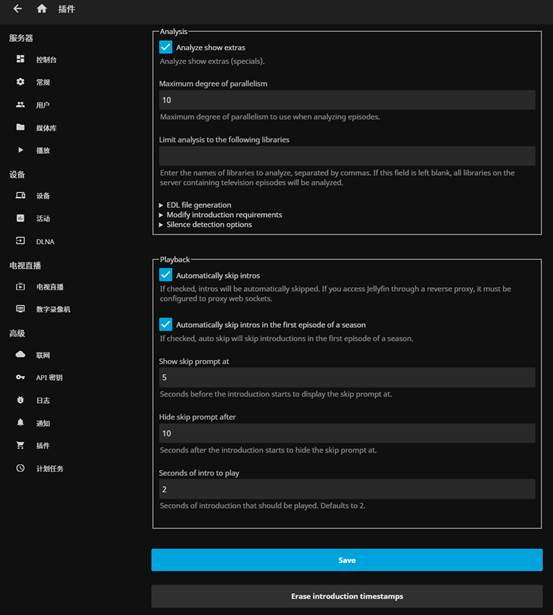 插件
服务器
控制台
常规
用户
媒体库
播放
设备
设备
活动
DLNA
电视直播
电视直播
数字录像机
高级
联网
API 密钥
日志
通知
插件
计划任务
Analysis
Analyze show extras
Analyze show extras (specials).
Maximum degree of parallelism
10
Maximum degree of parallelism to use when analyzing episodes.
Limit analysis to the following libraries
Enter the names of libraries to analyze, separated by commas. If this field is left blank, all libraries on the
server containing television episodes will be analyzed.
EDL file generation
Modify introduction requirements
Silence detection options
Playback
Automatically skip intros
If checked, intros will be automatically skipped. If you access Jellyfin through a reverse proxy, it must be
configured to proxy web sockets.
Automatically skip intros in the first episode of a season
If checked, auto skip will skip introductions in the first episode of a season.
Show skip prompt at
5
Seconds before the introduction starts to display the skip prompt at.
Hide skip prompt after
10
Seconds after the introduction starts to hide the skip prompt at.
Seconds of intro to play
2
Seconds of introduction that should be played. Defaults to 2.
Save
Erase introduction timestamps